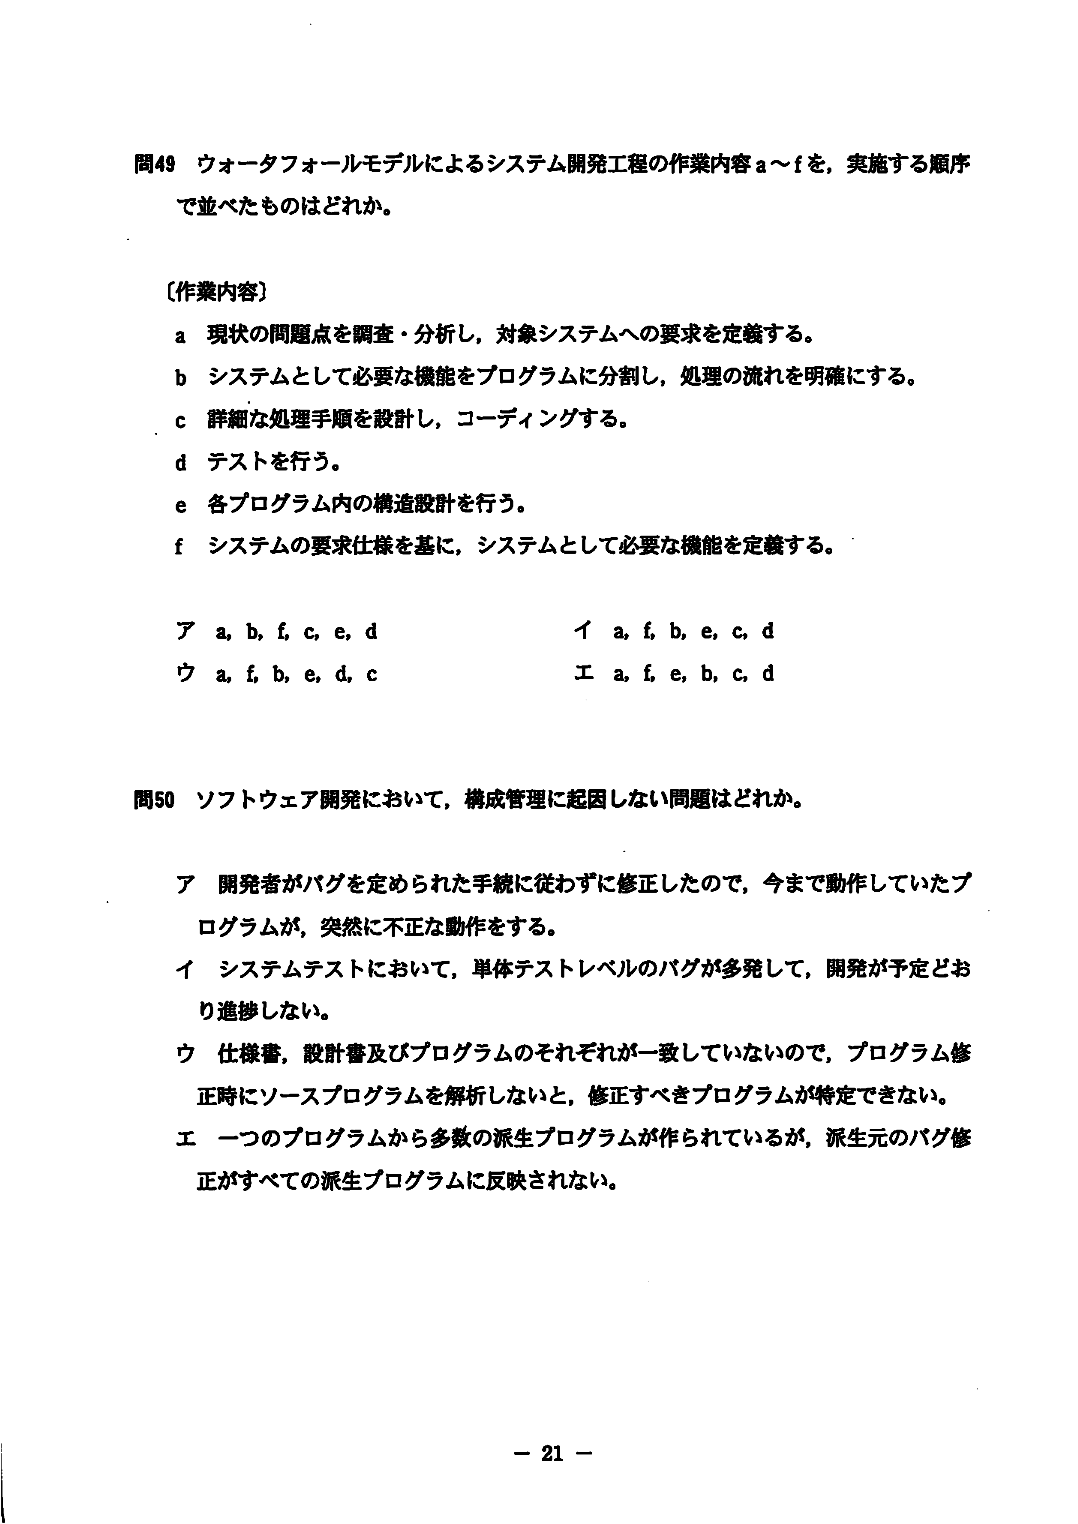 問49　ウォータフォールモデルによるシステム開発工程の作業内容a～fを，実施する順序
で並べたものはどれか。
〔作業内容〕
a　現状の問題点を調査・分析し，対象システムへの要求を定義する。
b　システムとして必要な機能をプログラムに分割し，処理の流れを明確にする。
c　詳細な処理手順を設計し，コーディングする。
d　テストを行う。
e　各プログラム内の構造設計を行う。
f　システムの要求仕様を基に，システムとして必要な機能を定義する。
ア　a, b, f, c, e, d　イ　a, f, b, e, c, d
ウ　a, f, b, e, d, c　エ　a, f, e, b, c, d
問50　ソフトウェア開発において，構成管理に起因しない問題はどれか。
ア　開発者がバグを定められた手続に従わずに修正したので，今まで動作していたプ
ログラムが，突然に不正な動作をする。
イ　システムテストにおいて，単体テストレベルのバグが多発して，開発が予定どお
り進捗しない。
ウ　仕様書，設計書及びプログラムのそれぞれが一致していないので，プログラム修
正時にソースプログラムを解析しないと，修正すべきプログラムが特定できない。
エ　一つのプログラムから多数の派生プログラムが作られているが，派生元のバグ修
正がすべての派生プログラムに反映されない。
― 21 ―